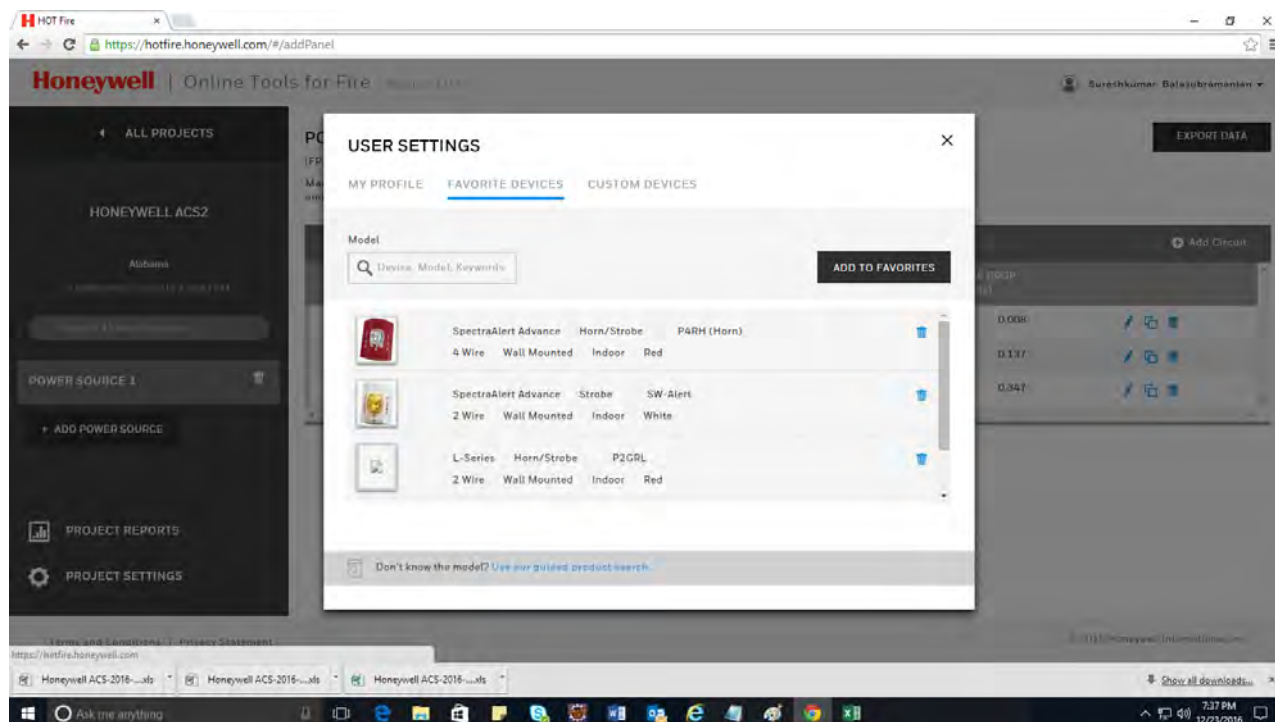 HOT Fire
https://hotfire.honeywell.com/#/addPanel
Honeywell | Online Tools for Fire
Sureshkumar Balasubramanian
ALL PROJECTS
EXPORT DATA
HONEYWELL ACS2
Alabama
POWER SOURCE 1
+ ADD POWER SOURCE
PROJECT REPORTS
PROJECT SETTINGS
USER SETTINGS
MY PROFILE FAVORITE DEVICES CUSTOM DEVICES
Model
Device, Model, Keywords
ADD TO FAVORITES
SpectraAlert Advance Horn/Strobe P4RH (Horn)
4 Wire Wall Mounted Indoor Red
SpectraAlert Advance Strobe SW-Alert
2 Wire Wall Mounted Indoor White
L-Series Horn/Strobe P2GRL
2 Wire Wall Mounted Indoor Red
Don't know the model? Use our guided product search.
Add Circuit
0.008
0.137
0.347
Terms and Conditions | Privacy Statement
https://hotfire.honeywell.com
Honeywell ACS-2016-....xls Honeywell ACS-2016-....xls Honeywell ACS-2016-....xls Show all downloads...
Ask me anything
7:37 PM
12/23/2016